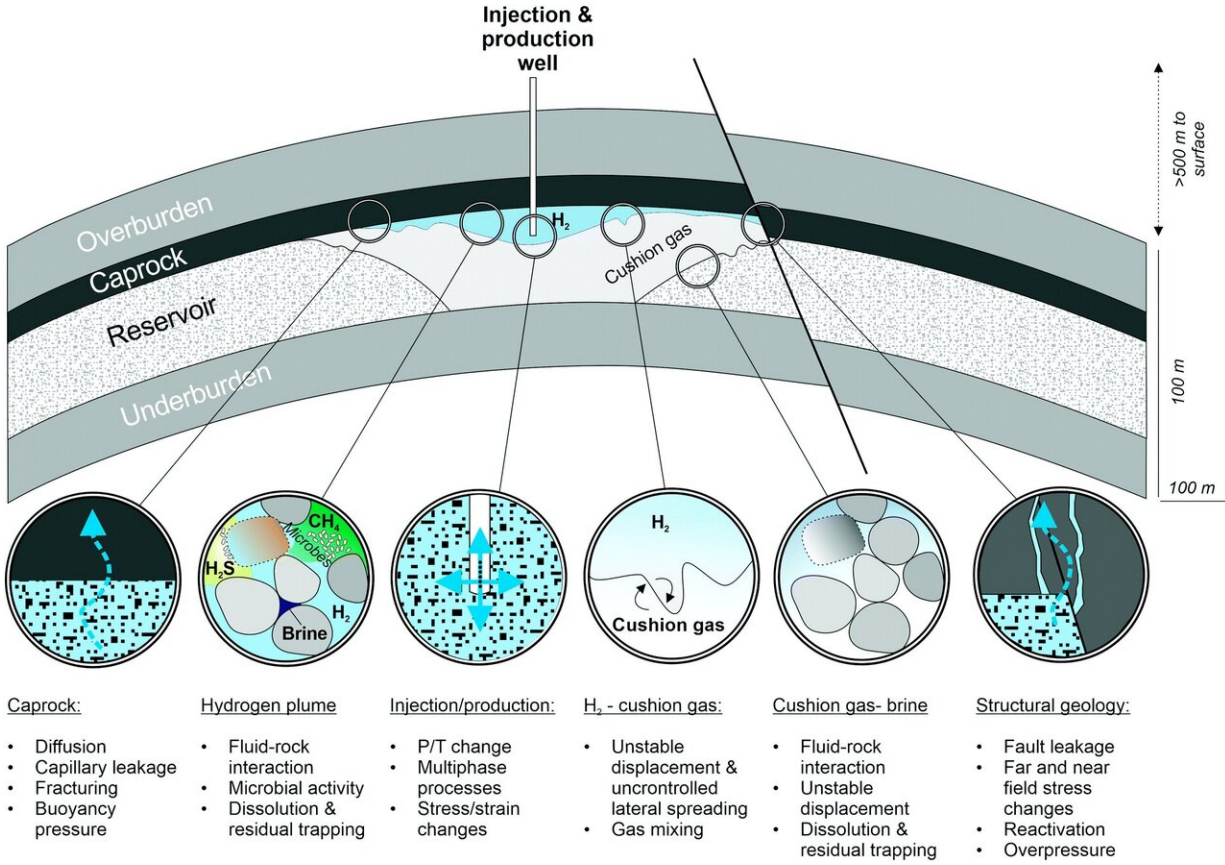 Injection &
production
well
>500 m to
surface
Overburden
Caprock
Reservoir
Underburden
H₂
Cushion gas
100 m
100 m
CH₄
Microbes
H₂S
H₂
Brine
H₂
Cushion gas
Caprock:
• Diffusion
• Capillary leakage
• Fracturing
• Buoyancy
pressure
Hydrogen plume
• Fluid-rock
interaction
• Microbial activity
• Dissolution &
residual trapping
Injection/production:
• P/T change
• Multiphase
processes
• Stress/strain
changes
H₂ - cushion gas:
• Unstable
displacement &
uncontrolled
lateral spreading
• Gas mixing
Cushion gas- brine
• Fluid-rock
interaction
• Unstable
displacement
• Dissolution &
residual trapping
Structural geology:
• Fault leakage
• Far and near
field stress
changes
• Reactivation
• Overpressure